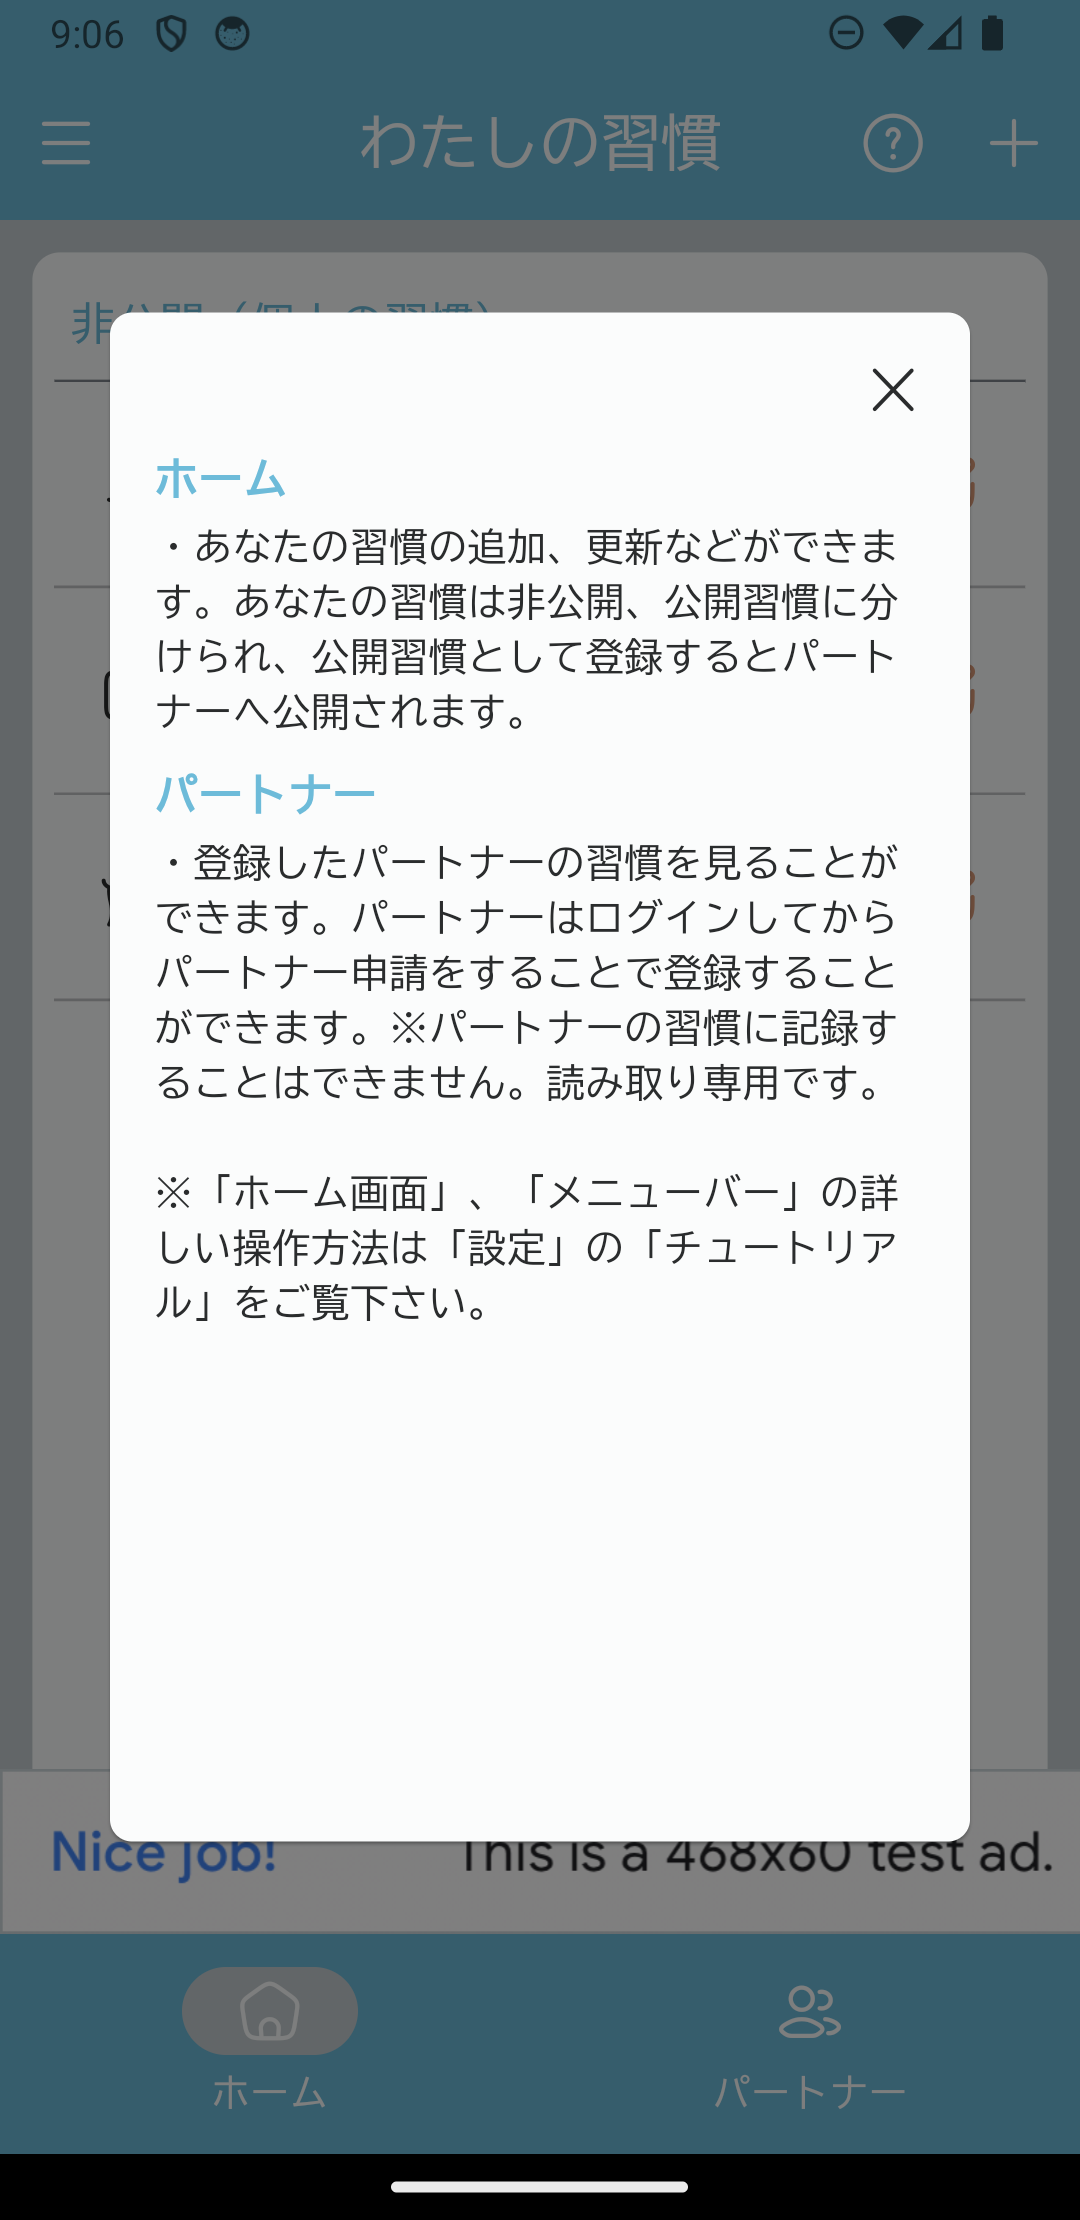 9:06
わたしの習慣
非公開（個人の習慣）
ホーム
・あなたの習慣の追加、更新などができま
す。あなたの習慣は非公開、公開習慣に分
けられ、公開習慣として登録するとパート
ナーへ公開されます。
パートナー
・登録したパートナーの習慣を見ることが
できます。パートナーはログインしてから
パートナー申請をすることで登録すること
ができます。※パートナーの習慣に記録す
ることはできません。読み取り専用です。
※「ホーム画面」、「メニューバー」の詳
しい操作方法は「設定」の「チュートリア
ル」をご覧下さい。
Nice job!
This is a 468x60 test ad.
ホーム
パートナー